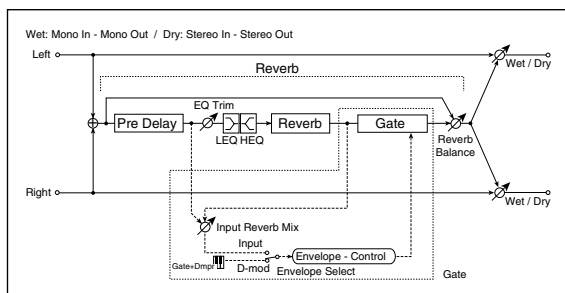 Wet: Mono In - Mono Out / Dry: Stereo In - Stereo Out
Left
Wet / Dry
Reverb
EQ Trim
Pre Delay
LEQ HEQ
Reverb
Gate
Reverb
Balance
Right
Wet / Dry
Input Reverb Mix
Input
Envelope - Control
Gate+Dmpr
D-mod
Envelope Select
Gate